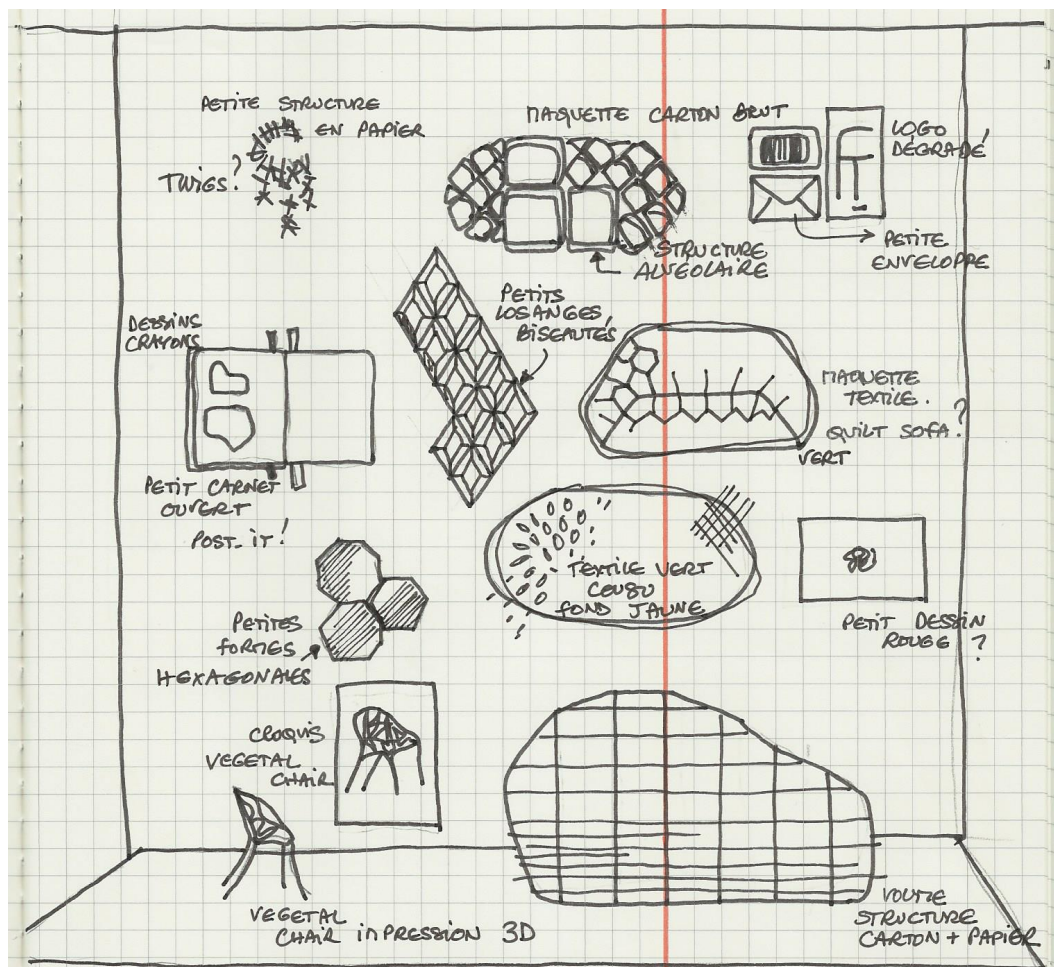 PETITE STRUCTURE
EN PAPIER
TWIGS?
MAQUETTE CARTON BRUT
LOGO
DÉGRADÉ
PETITE
ENVELOPPE
STRUCTURE
ALVÉOLAIRE
PETITS
LOSANGES
BISEAUTÉS
DESSINS
CRAYONS
MAQUETTE
TEXTILE.
QUILT SOFA?
VERT
PETIT CARNET
OUVERT
POST-IT!
TEXTILE VERT
COUSU
FOND JAUNE
PETIT DESSIN
ROUGE?
PETITES
FORMES
HEXAGONALES
CROQUIS
VEGETAL
CHAIR
VEGETAL
CHAIR IMPRESSION 3D
STRUCTURE
CARTON + PAPIER